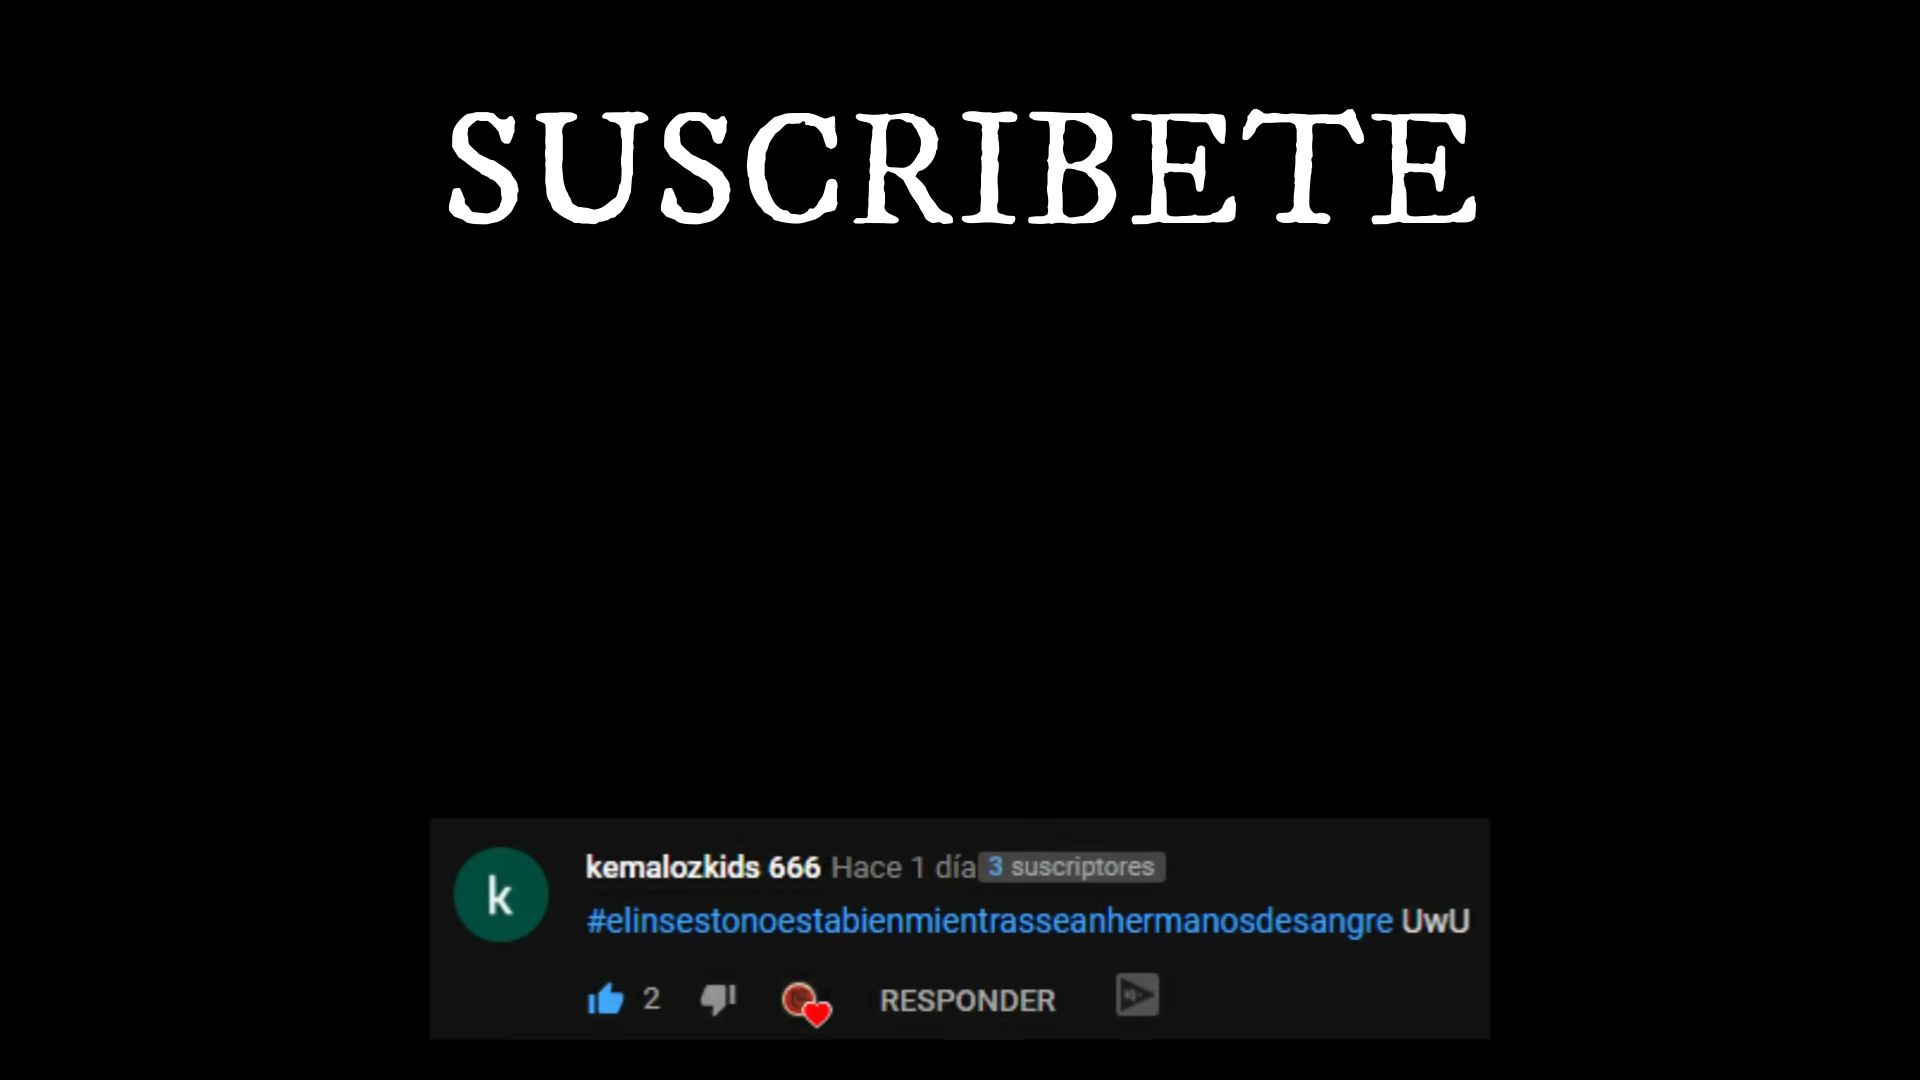 SUSCRIBETE
k
kemalozkids 666 Hace 1 día 3 suscriptores
#elinsestonoestabienmientrasseanhermanosdesangre UwU
2 RESPONDER